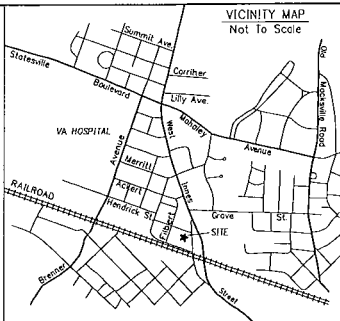 VICINITY MAP
Not To Scale
Summit Ave.
Statesville
Boulevard
Corriher
Lilly Ave.
Old
Mocksville Road
West
Mahaley
Avenue
VA HOSPITAL
Avenue
Merritt
Ackert
Hendrick St.
Filbert
Innes
Grove St.
SITE
RAILROAD
Brenner
Street